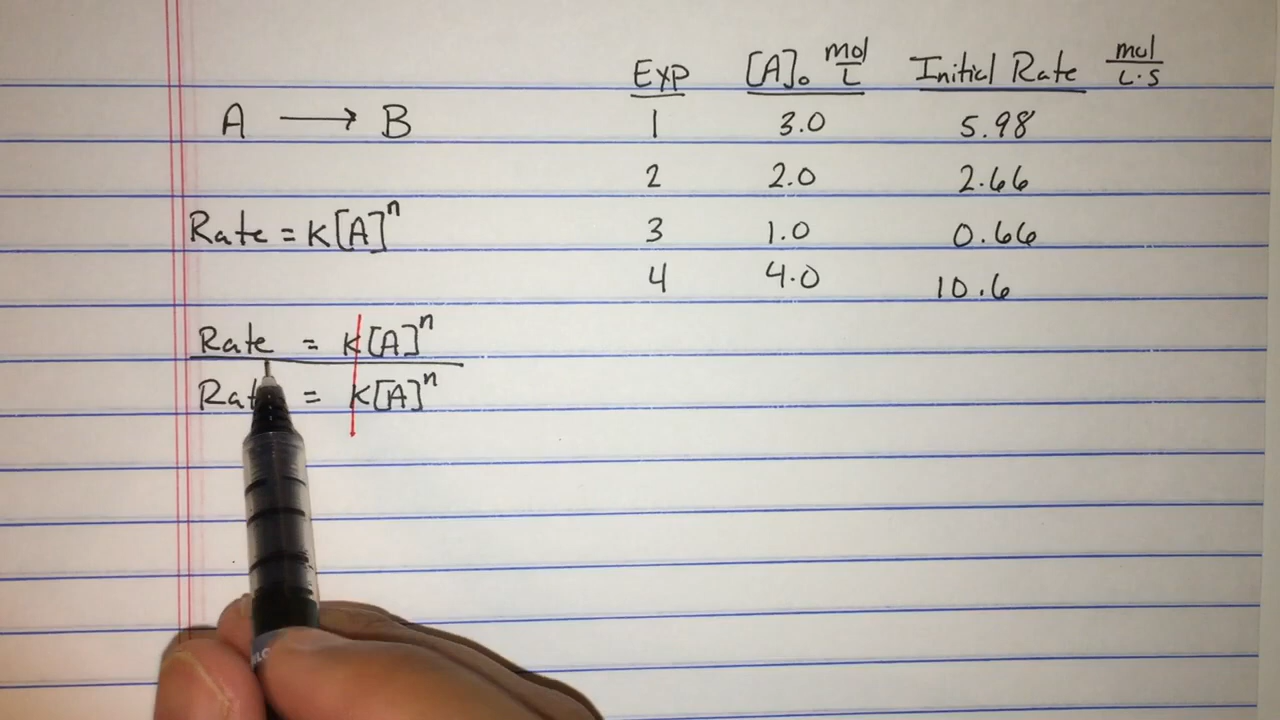 A → B
Rate = K[A]ⁿ
Rate = K[A]ⁿ
Rat = K[A]ⁿ
Exp [A]₀ mol/L Initial Rate mol/L·S
1 3.0 5.98
2 2.0 2.66
3 1.0 0.66
4 4.0 10.6